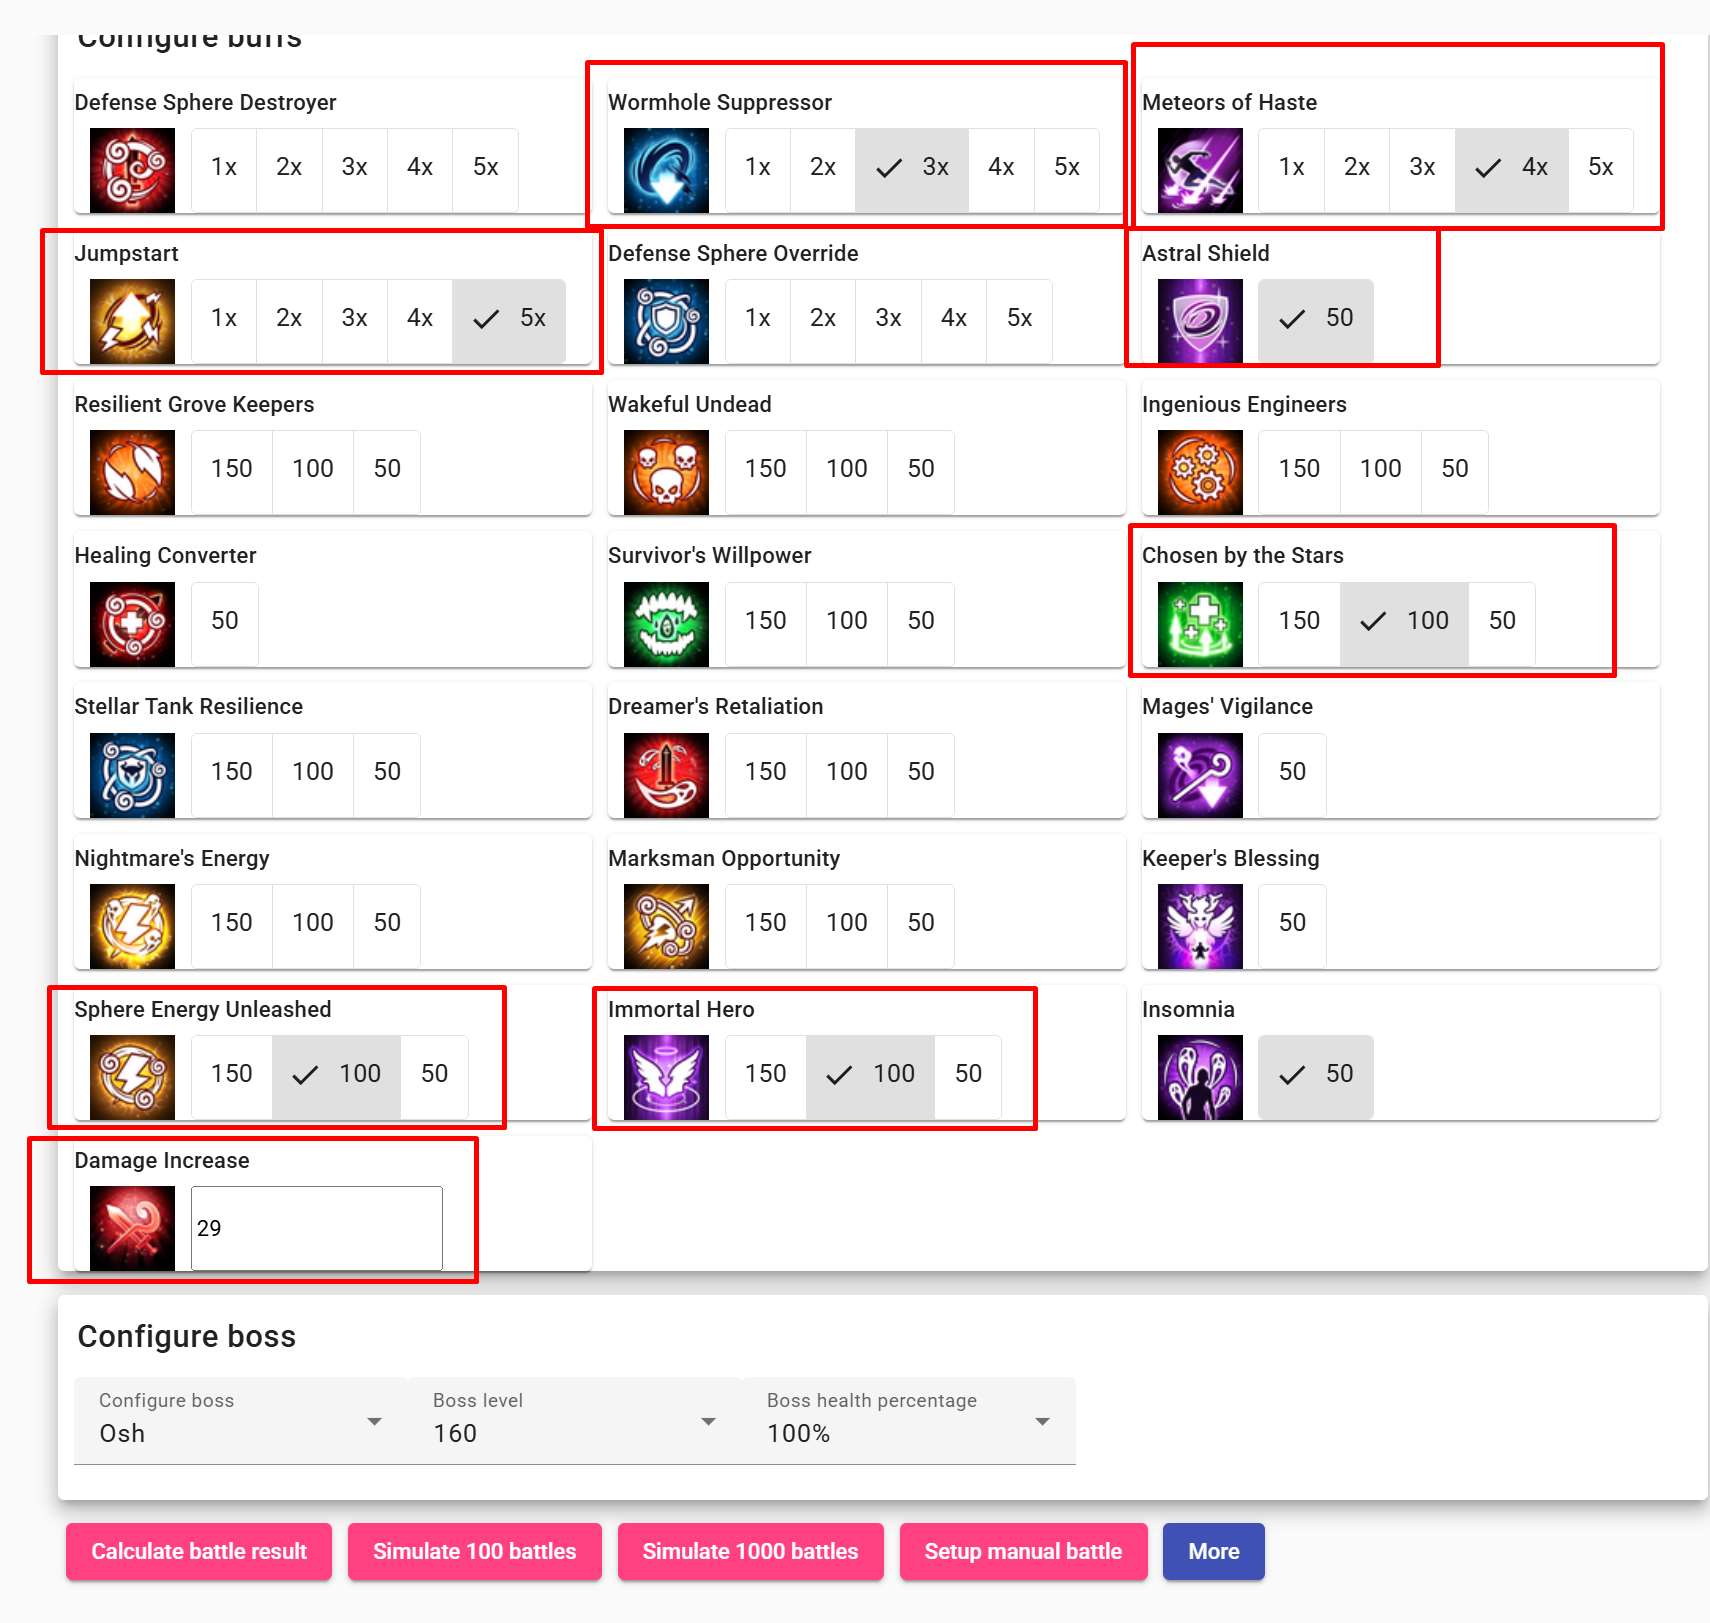 Configure buffs
Defense Sphere Destroyer
1x 2x 3x 4x 5x
Wormhole Suppressor
1x 2x 3x 4x 5x
Meteors of Haste
1x 2x 3x 4x 5x
Jumpstart
1x 2x 3x 4x 5x
Defense Sphere Override
1x 2x 3x 4x 5x
Astral Shield
50
Resilient Grove Keepers
150 100 50
Wakeful Undead
150 100 50
Ingenious Engineers
150 100 50
Healing Converter
50
Survivor's Willpower
150 100 50
Chosen by the Stars
150 100 50
Stellar Tank Resilience
150 100 50
Dreamer's Retaliation
150 100 50
Mages' Vigilance
50
Nightmare's Energy
150 100 50
Marksman Opportunity
150 100 50
Keeper's Blessing
50
Sphere Energy Unleashed
150 100 50
Immortal Hero
150 100 50
Insomnia
50
Damage Increase
29
Configure boss
Configure boss
Osh
Boss level
160
Boss health percentage
100%
Calculate battle result
Simulate 100 battles
Simulate 1000 battles
Setup manual battle
More